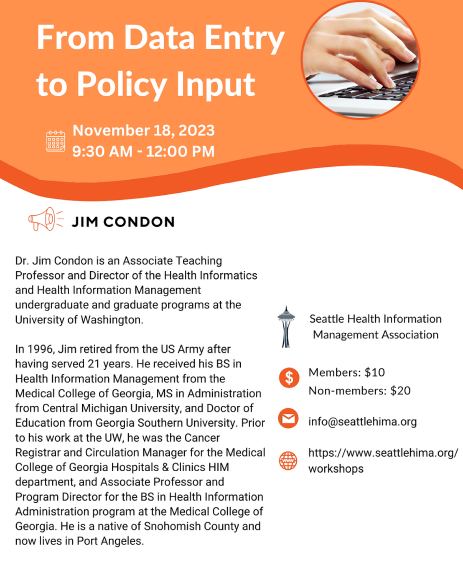 From Data Entry
to Policy Input
November 18, 2023
9:30 AM - 12:00 PM
JIM CONDON
Dr. Jim Condon is an Associate Teaching
Professor and Director of the Health Informatics
and Health Information Management
undergraduate and graduate programs at the
University of Washington.
In 1996, Jim retired from the US Army after
having served 21 years. He received his BS in
Health Information Management from the
Medical College of Georgia, MS in Administration
from Central Michigan University, and Doctor of
Education from Georgia Southern University. Prior
to his work at the UW, he was the Cancer
Registrar and Circulation Manager for the Medical
College of Georgia Hospitals & Clinics HIM
department, and Associate Professor and
Program Director for the BS in Health Information
Administration program at the Medical College of
Georgia. He is a native of Snohomish County and
now lives in Port Angeles.
Seattle Health Information
Management Association
$
Members: $10
Non-members: $20
info@seattlehima.org
https://www.seattlehima.org/
workshops